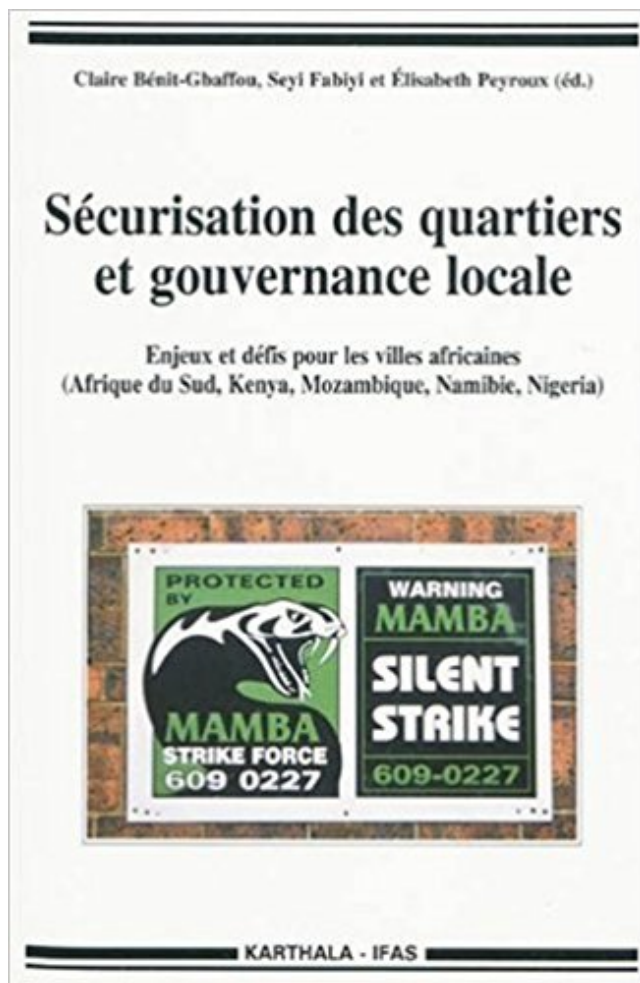 Claire Bénit-Gbaffou, Seyi Fabiyi et Élisabeth Peyroux (éd.)
Sécurisation des quartiers
et gouvernance locale
Enjeux et défis pour les villes africaines
(Afrique du Sud, Kenya, Mozambique, Namibie, Nigeria)
PROTECTED
BY
MAMBA
STRIKE FORCE
609 0227
WARNING
MAMBA
SILENT
STRIKE
609-0227
KARTHALA - IFAS